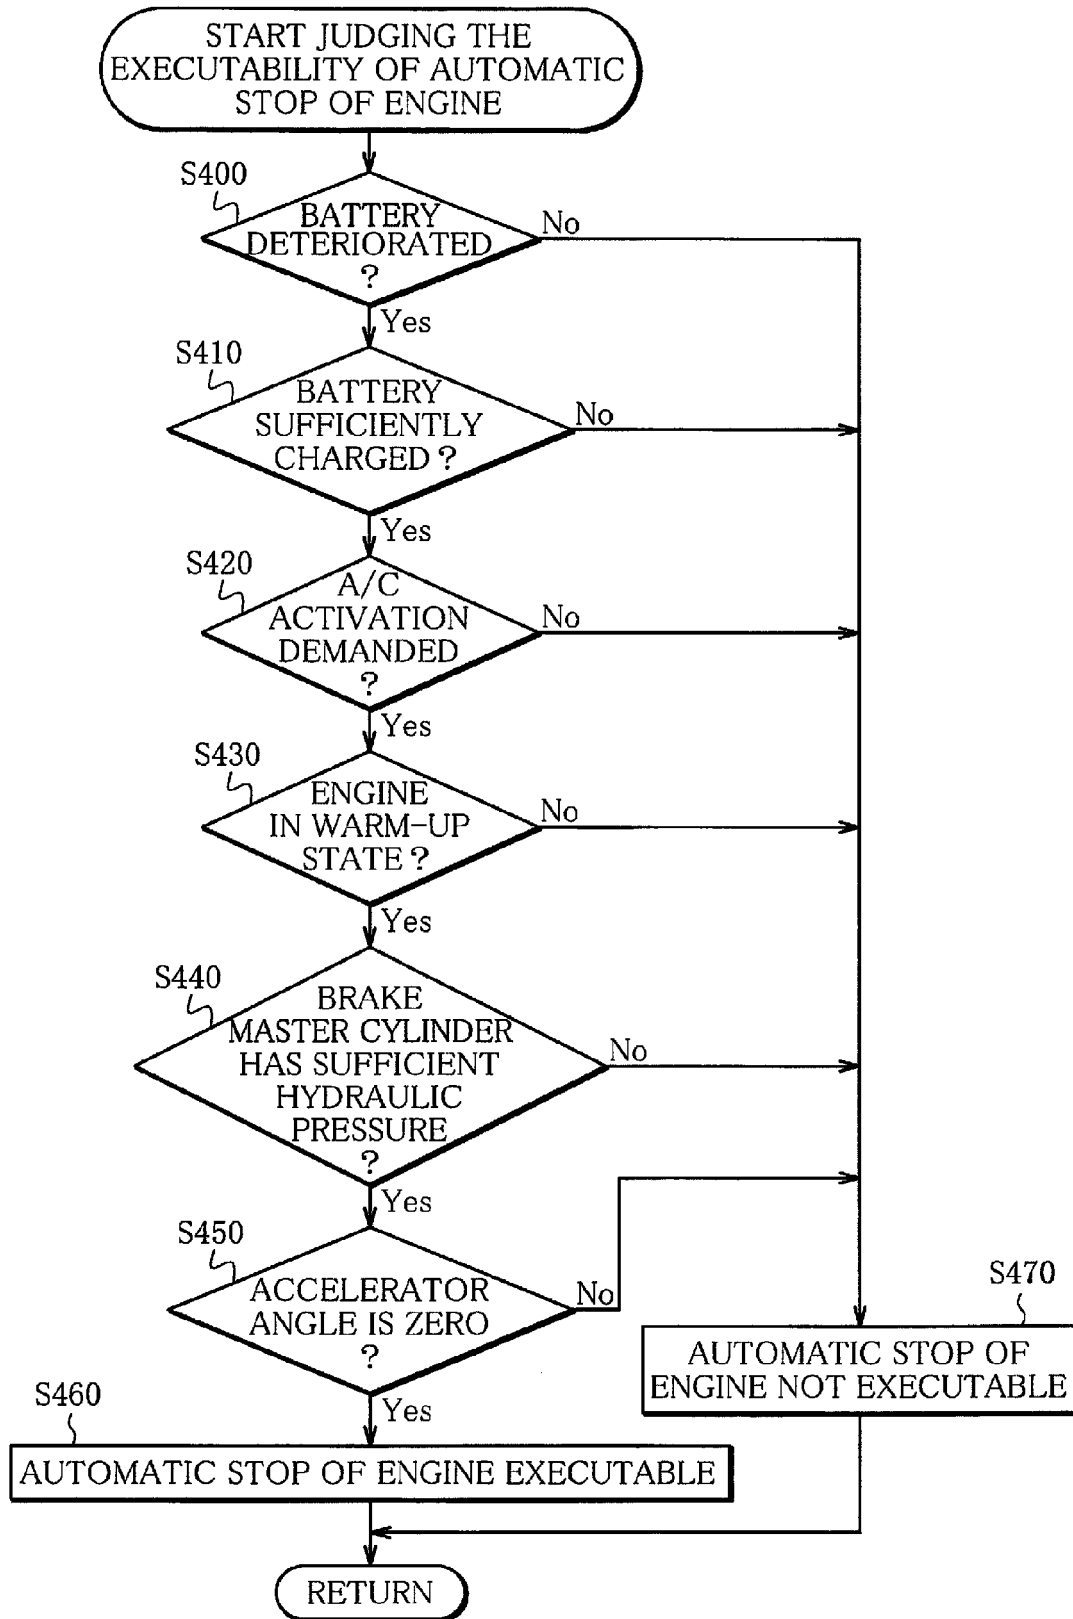 START JUDGING THE
EXECUTABILITY OF AUTOMATIC
STOP OF ENGINE
S400
BATTERY
DETERIORATED
?
No
Yes
S410
BATTERY
SUFFICIENTLY
CHARGED ?
No
Yes
S420
A/C
ACTIVATION
DEMANDED
?
No
Yes
S430
ENGINE
IN WARM-UP
STATE ?
No
Yes
S440
BRAKE
MASTER CYLINDER
HAS SUFFICIENT
HYDRAULIC
PRESSURE
?
No
Yes
S450
ACCELERATOR
ANGLE IS ZERO
?
No
Yes
S470
AUTOMATIC STOP OF
ENGINE NOT EXECUTABLE
S460
AUTOMATIC STOP OF ENGINE EXECUTABLE
RETURN